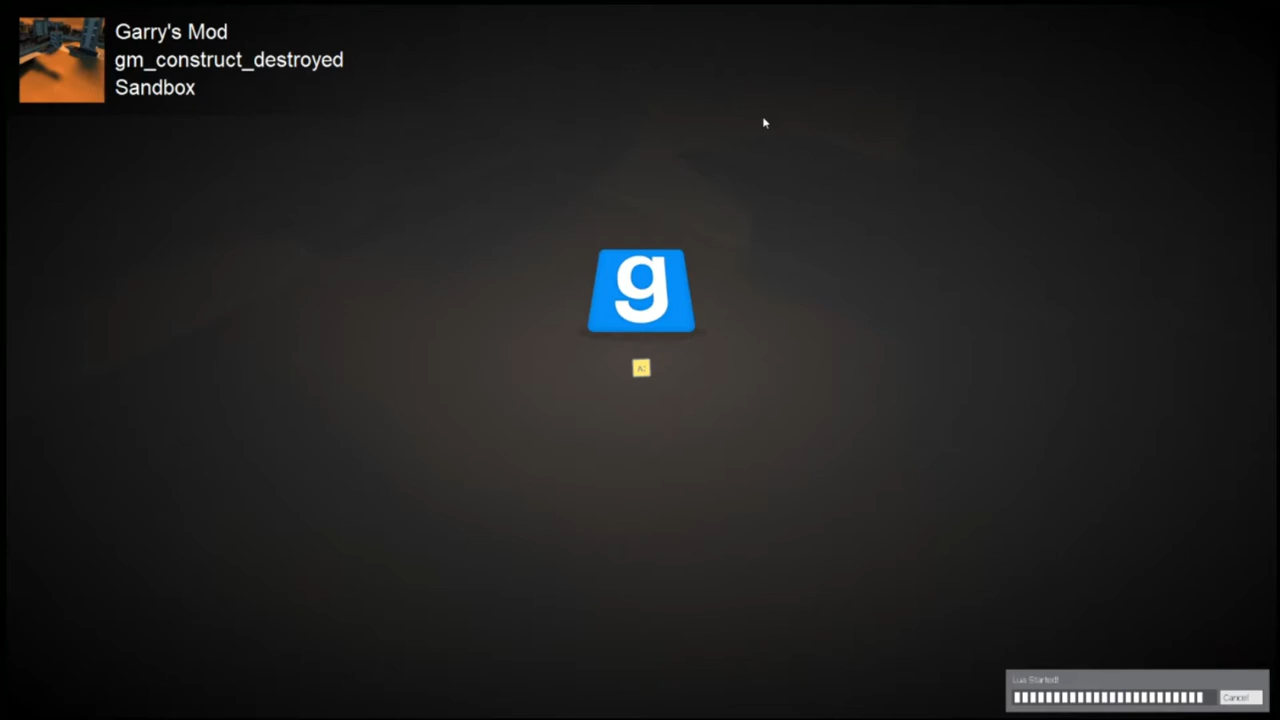 Garry's Mod
gm_construct_destroyed
Sandbox
g
Lua Started!
Cancel